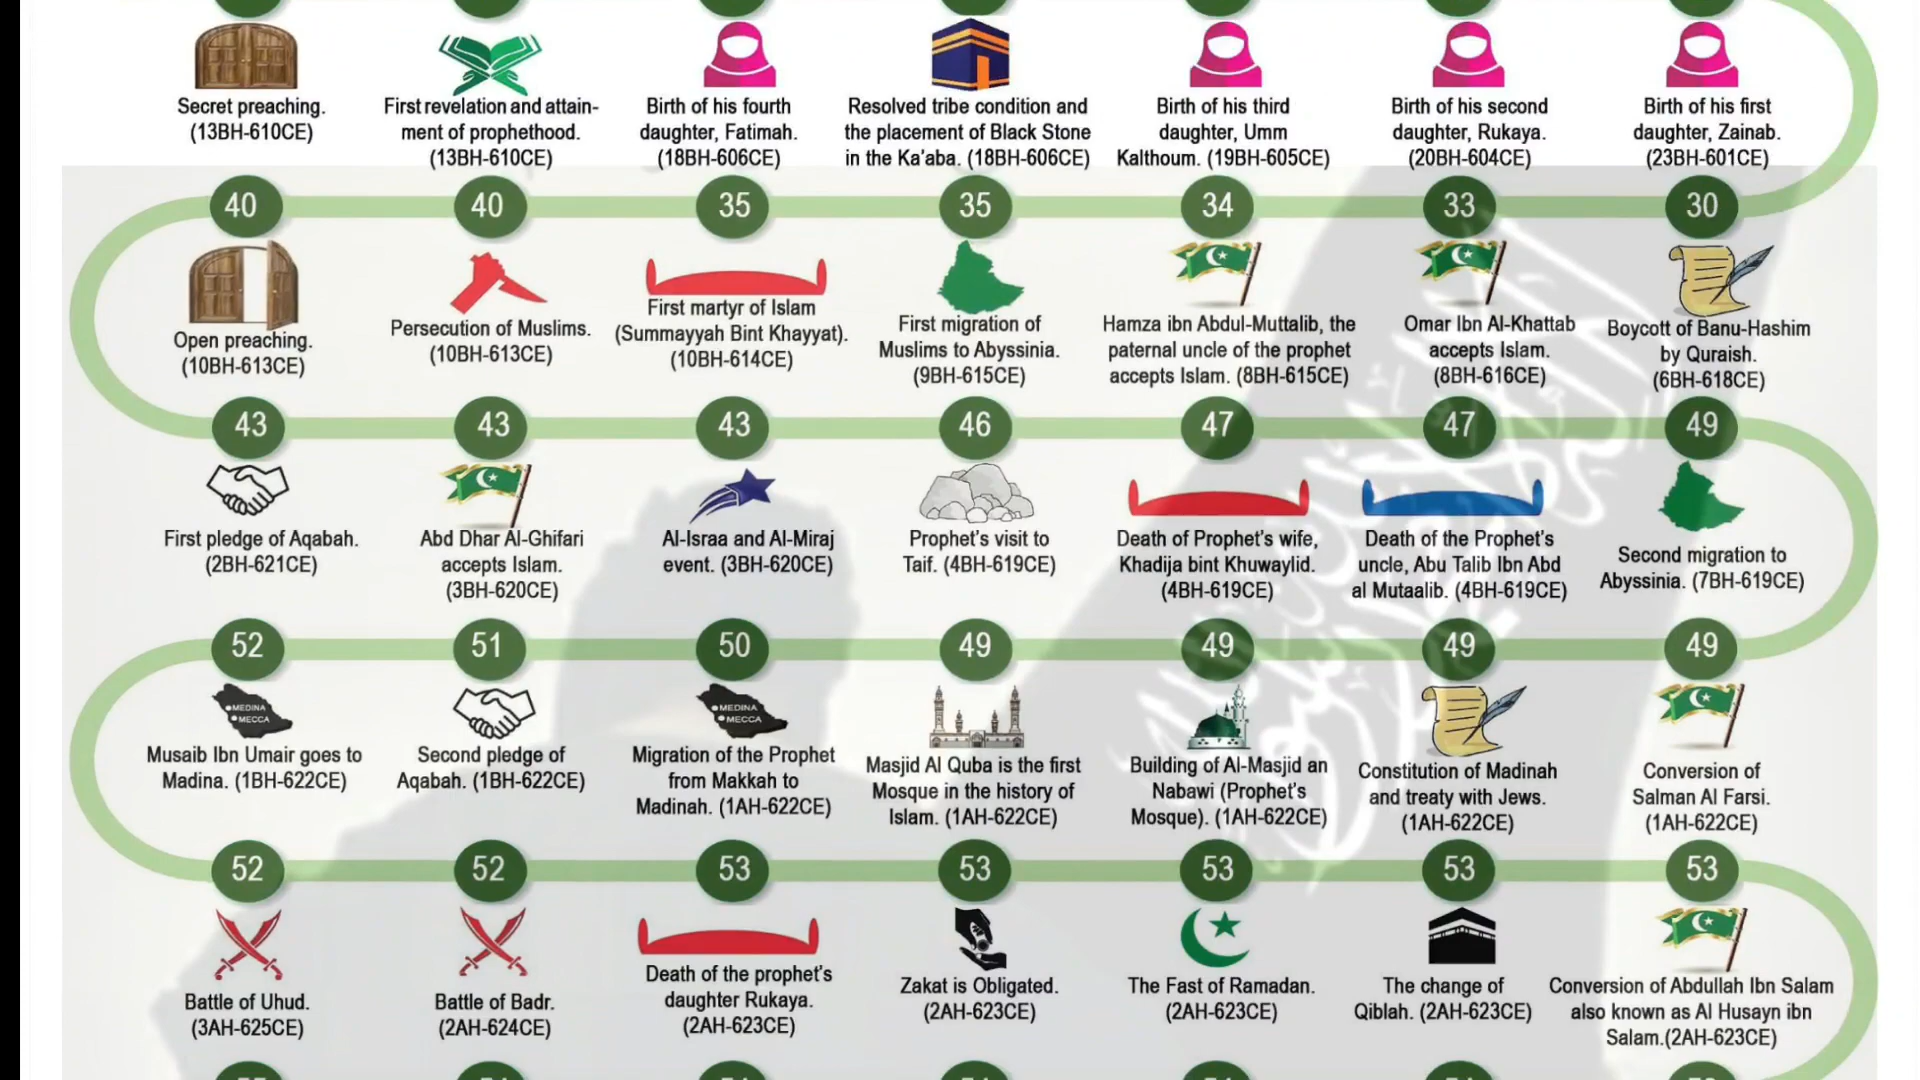 Secret preaching.
(13BH-610CE)
First revelation and attain-
ment of prophethood.
(13BH-610CE)
Birth of his fourth
daughter, Fatimah.
(18BH-606CE)
Resolved tribe condition and
the placement of Black Stone
in the Ka'aba. (18BH-606CE)
Birth of his third
daughter, Umm
Kalthoum. (19BH-605CE)
Birth of his second
daughter, Rukaya.
(20BH-604CE)
Birth of his first
daughter, Zainab.
(23BH-601CE)
40
40
35
35
34
33
30
Open preaching.
(10BH-613CE)
Persecution of Muslims.
(10BH-613CE)
First martyr of Islam
(Summayyah Bint Khayyat).
(10BH-614CE)
First migration of
Muslims to Abyssinia.
(9BH-615CE)
Hamza ibn Abdul-Muttalib, the
paternal uncle of the prophet
accepts Islam. (8BH-615CE)
Omar Ibn Al-Khattab
accepts Islam.
(8BH-616CE)
Boycott of Banu-Hashim
by Quraish.
(6BH-618CE)
43
43
43
46
47
47
49
First pledge of Aqabah.
(2BH-621CE)
Abd Dhar Al-Ghifari
accepts Islam.
(3BH-620CE)
Al-Israa and Al-Miraj
event. (3BH-620CE)
Prophet's visit to
Taif. (4BH-619CE)
Death of Prophet's wife,
Khadija bint Khuwaylid.
(4BH-619CE)
Death of the Prophet's
uncle, Abu Talib Ibn Abd
al Mutaalib. (4BH-619CE)
Second migration to
Abyssinia. (7BH-619CE)
52
51
50
49
49
49
49
MEDINA
MECCA
Musaib Ibn Umair goes to
Madina. (1BH-622CE)
Second pledge of
Aqabah. (1BH-622CE)
MEDINA
MECCA
Migration of the Prophet
from Makkah to
Madinah. (1AH-622CE)
Masjid Al Quba is the first
Mosque in the history of
Islam. (1AH-622CE)
Building of Al-Masjid an
Nabawi (Prophet's
Mosque). (1AH-622CE)
Constitution of Madinah
and treaty with Jews.
(1AH-622CE)
Conversion of
Salman Al Farsi.
(1AH-622CE)
52
52
53
53
53
53
53
Battle of Uhud.
(3AH-625CE)
Battle of Badr.
(2AH-624CE)
Death of the prophet's
daughter Rukaya.
(2AH-623CE)
Zakat is Obligated.
(2AH-623CE)
The Fast of Ramadan.
(2AH-623CE)
The change of
Qiblah. (2AH-623CE)
Conversion of Abdullah Ibn Salam
also known as Al Husayn ibn
Salam.(2AH-623CE)